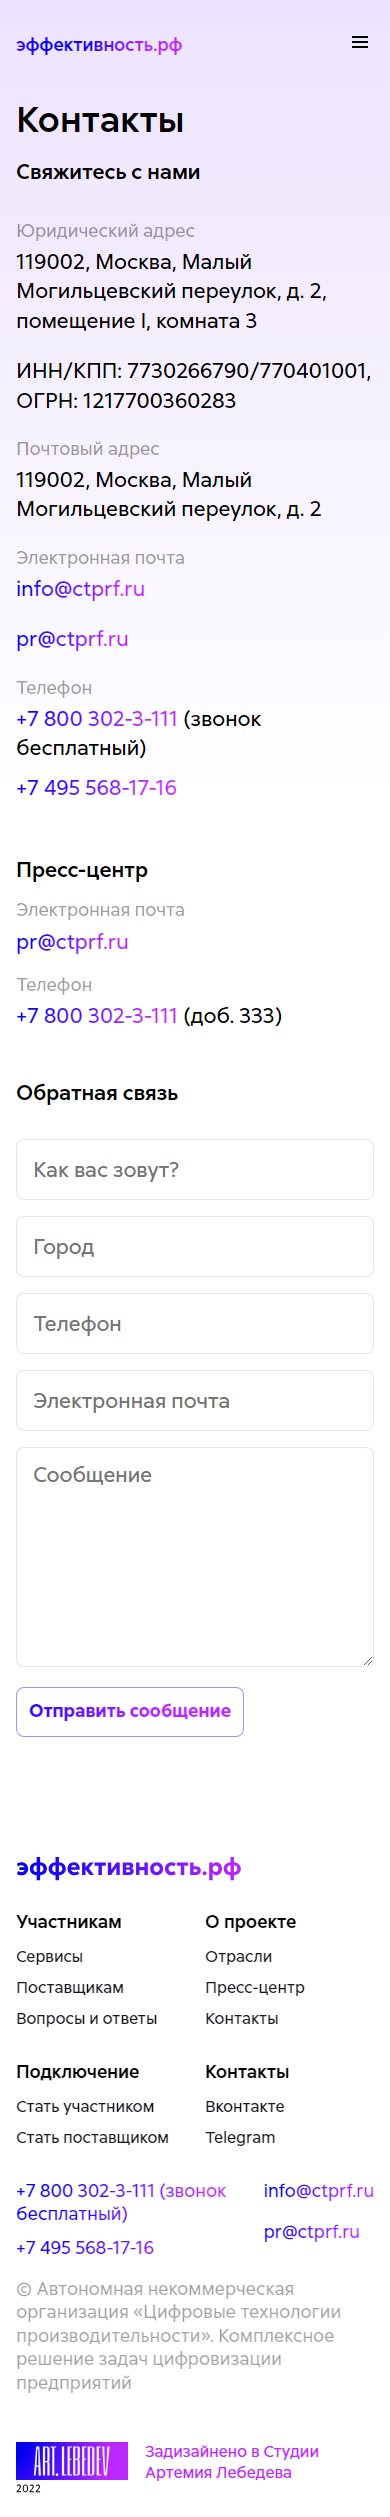 эффективность.рф
Контакты
Свяжитесь с нами
Юридический адрес
119002, Москва, Малый
Могильцевский переулок, д. 2,
помещение I, комната 3
ИНН/КПП: 7730266790/770401001,
ОГРН: 1217700360283
Почтовый адрес
119002, Москва, Малый
Могильцевский переулок, д. 2
Электронная почта
info@ctprf.ru
pr@ctprf.ru
Телефон
+7 800 302-3-111 (звонок
бесплатный)
+7 495 568-17-16
Пресс-центр
Электронная почта
pr@ctprf.ru
Телефон
+7 800 302-3-111 (доб. 333)
Обратная связь
Как вас зовут?
Город
Телефон
Электронная почта
Сообщение
Отправить сообщение
эффективность.рф
Участникам
Сервисы
Поставщикам
Вопросы и ответы
О проекте
Отрасли
Пресс-центр
Контакты
Подключение
Стать участником
Стать поставщиком
Контакты
Вконтакте
Telegram
+7 800 302-3-111 (звонок
бесплатный)
+7 495 568-17-16
info@ctprf.ru
pr@ctprf.ru
© Автономная некоммерческая
организация «Цифровые технологии
производительности». Комплексное
решение задач цифровизации
предприятий
ART. LEBEDEV
2022
Задизайнено в Студии
Артемия Лебедева